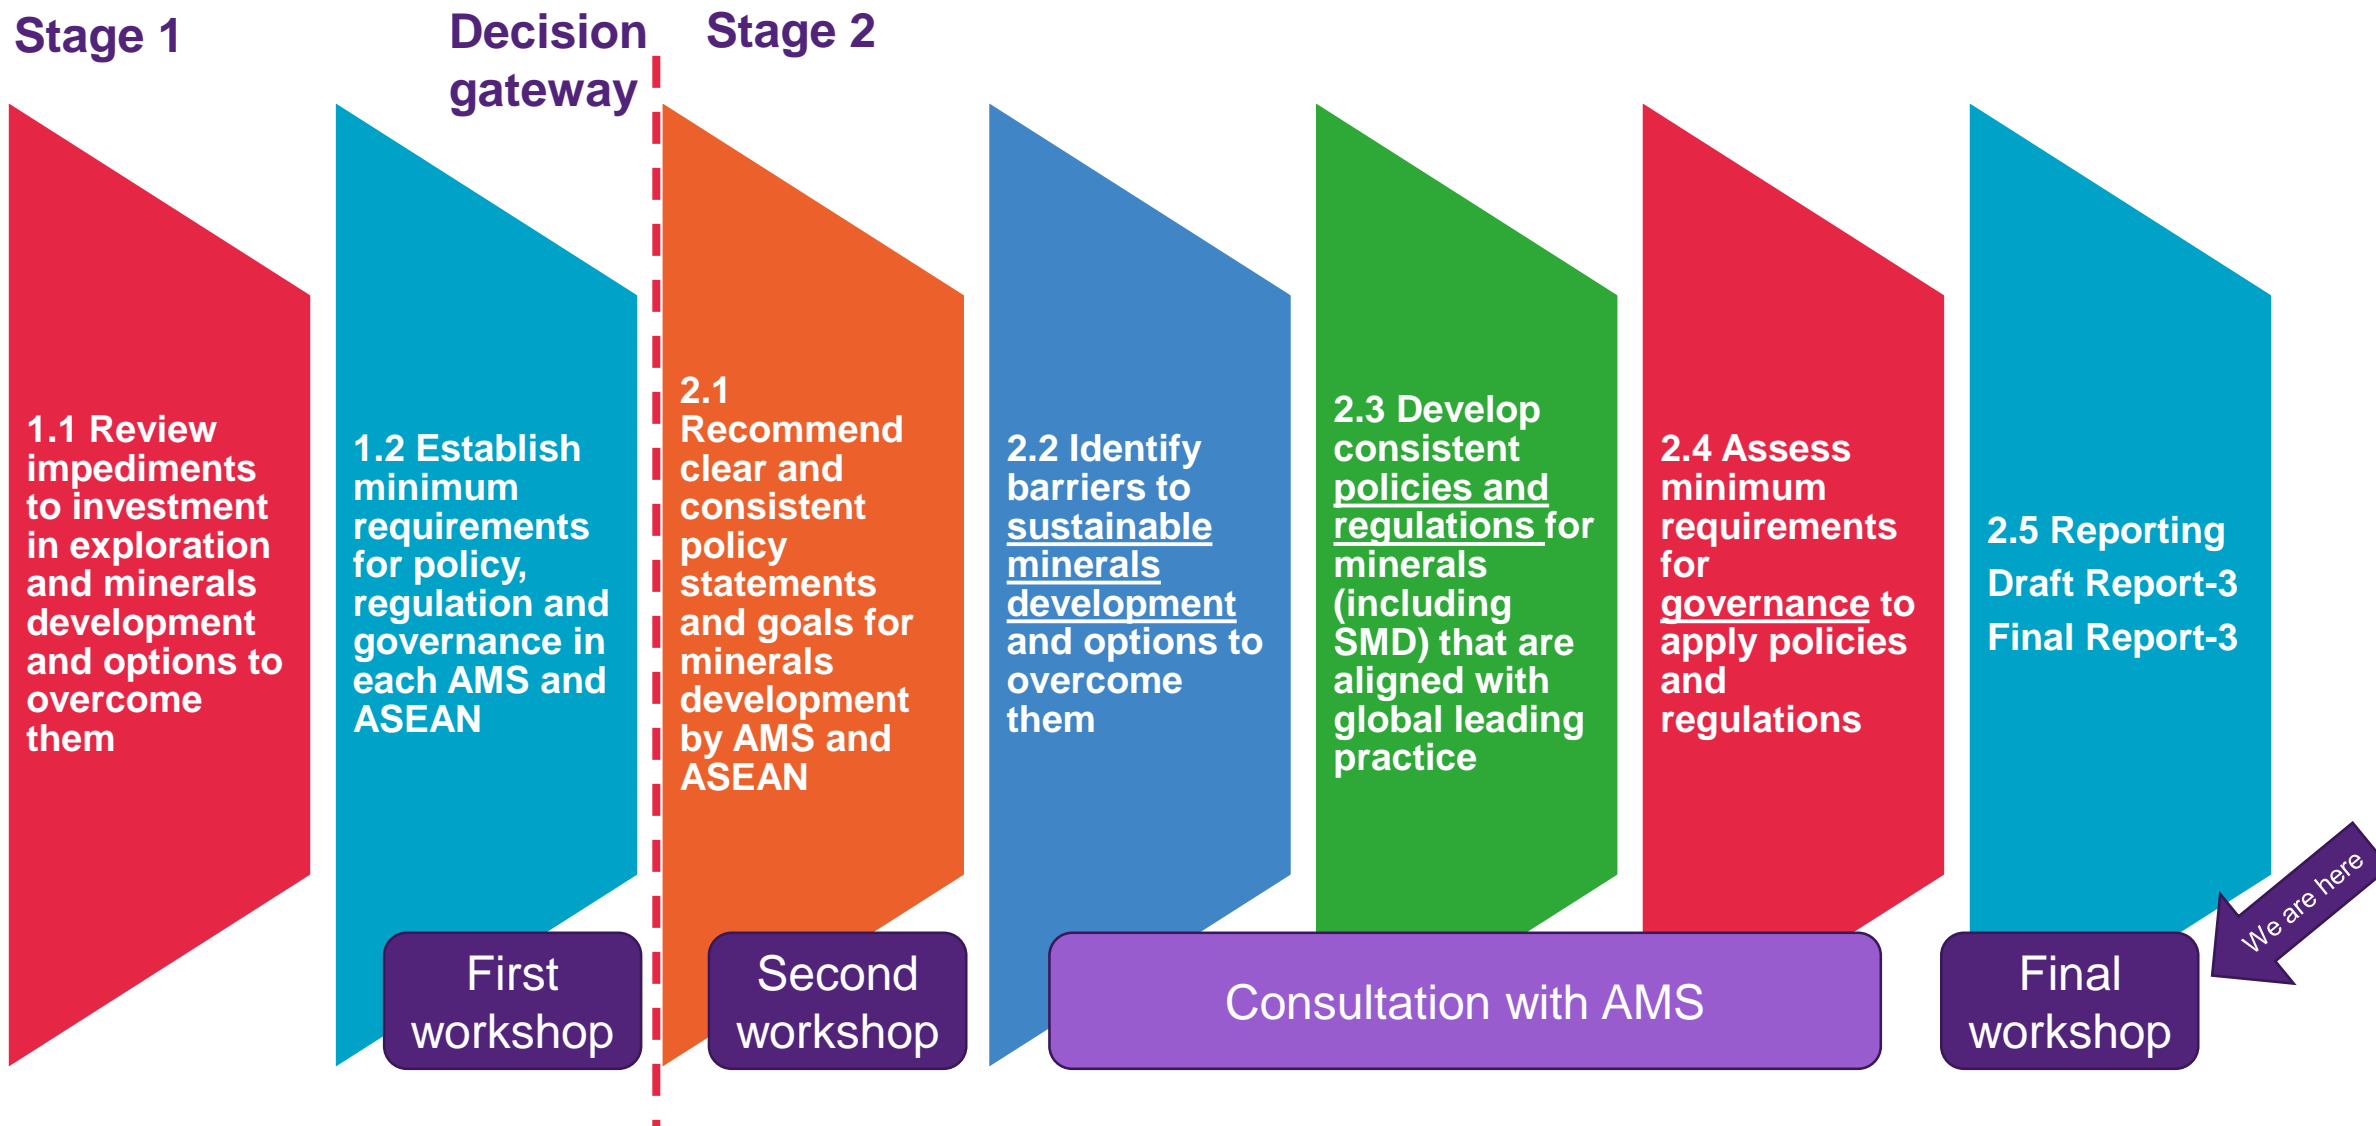 Stage 1
Decision
gateway
Stage 2
1.1 Review
impediments
to investment
in exploration
and minerals
development
and options to
overcome
them
1.2 Establish
minimum
requirements
for policy,
regulation and
governance in
each AMS and
ASEAN
2.1
Recommend
clear and
consistent
policy
statements
and goals for
minerals
development
by AMS and
ASEAN
2.2 Identify
barriers to
sustainable
minerals
development
and options to
overcome
them
2.3 Develop
consistent
policies and
regulations for
minerals
(including
SMD) that are
aligned with
global leading
practice
2.4 Assess
minimum
requirements
for
governance to
apply policies
and
regulations
2.5 Reporting
Draft Report-3
Final Report-3
First
workshop
Second
workshop
Consultation with AMS
Final
workshop
We are here